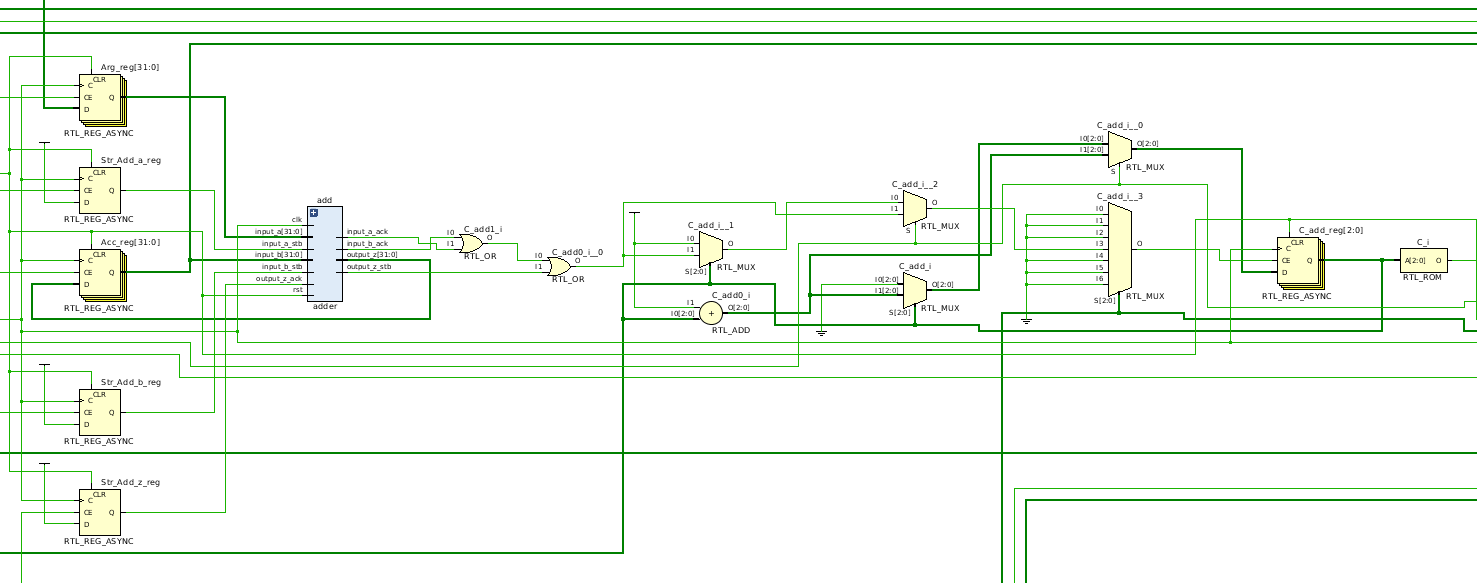 Arg_reg[31:0]
CLR
C
CE Q
D
RTL_REG_ASYNC
Str_Add_a_reg
CLR
C
CE Q
D
RTL_REG_ASYNC
Acc_reg[31:0]
CLR
C
CE Q
D
RTL_REG_ASYNC
Str_Add_b_reg
CLR
C
CE Q
D
RTL_REG_ASYNC
Str_Add_z_reg
CLR
C
CE Q
D
RTL_REG_ASYNC
add
clk
input_a[31:0]
input_a_stb
input_b[31:0]
input_b_stb
output_z_ack
rst
input_a_ack
input_b_ack
output_z[31:0]
output_z_stb
adder
C_add1_i
I0 O
I1
RTL_OR
C_add0_i__0
I0 O
I1
RTL_OR
C_add_i__1
I0 O
I1
S[2:0]
RTL_MUX
C_add0_i
I1 O[2:0]
I0[2:0]
+
RTL_ADD
C_add_i__2
I0 O
I1
S
RTL_MUX
C_add_i
I0[2:0] O[2:0]
I1[2:0]
S[2:0]
RTL_MUX
C_add_i__0
I0[2:0] O[2:0]
I1[2:0]
S
RTL_MUX
C_add_i__3
I0
I1
I2
I3 O
I4
I5
I6
S[2:0]
RTL_MUX
C_add_reg[2:0]
CLR
C
CE Q
D
RTL_REG_ASYNC
C_i
A[2:0] O
RTL_ROM